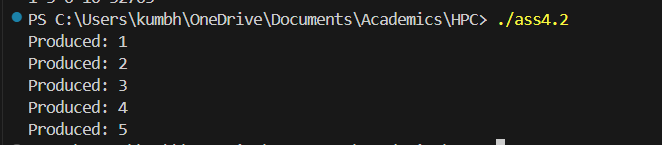 PS C:\Users\kumbh\OneDrive\Documents\Academics\HPC> ./ass4.2
Produced: 1
Produced: 2
Produced: 3
Produced: 4
Produced: 5